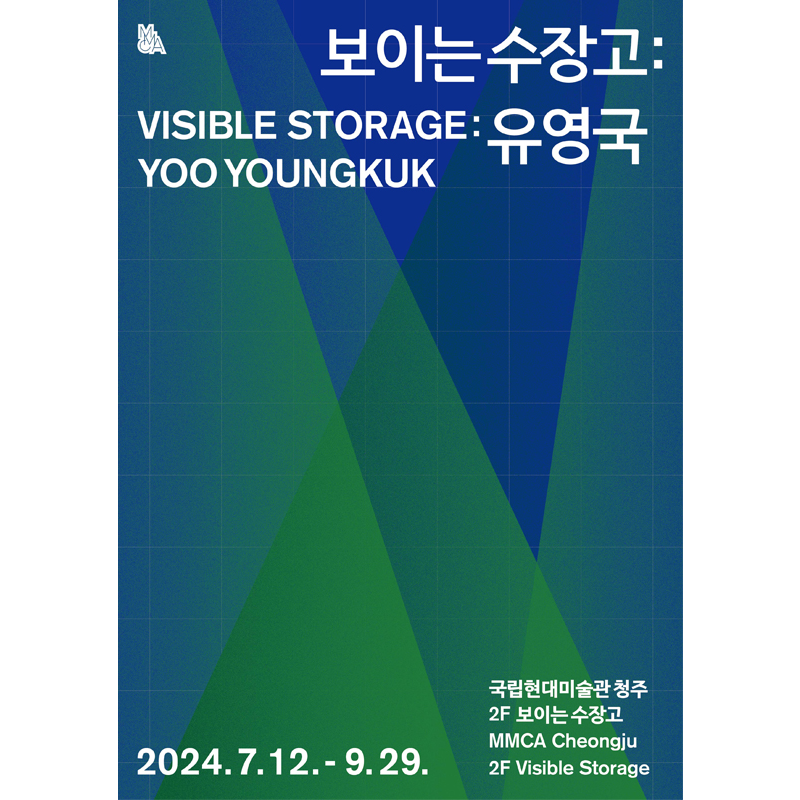 MMCA
보이는 수장고:
유영국
VISIBLE STORAGE:
YOO YOUNGKUK
2024. 7. 12. - 9. 29.
국립현대미술관 청주
2F 보이는 수장고
MMCA Cheongju
2F Visible Storage